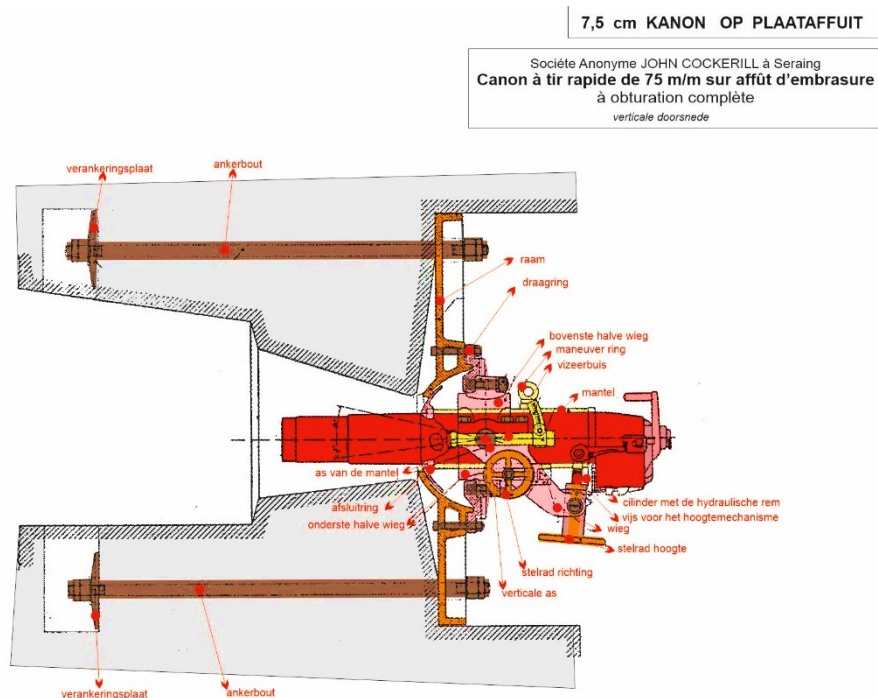 7,5 cm KANON OP PLAATAFFUIT
Sociéte Anonyme JOHN COCKERILL à Seraing
Canon à tir rapide de 75 m/m sur affût d'embrasure
à obturation complète
verticale doorsnede
verankeringsplaat
ankerbout
raam
draagring
bovenste halve wieg
maneuver ring
vizeerbuis
mantel
as van de mantel
afsluitring
onderste halve wieg
cilinder met de hydraulische rem
vijs voor het hoogtemechanisme
wieg
stelrad hoogte
stelrad richting
verticale as
verankeringsplaat
ankerbout